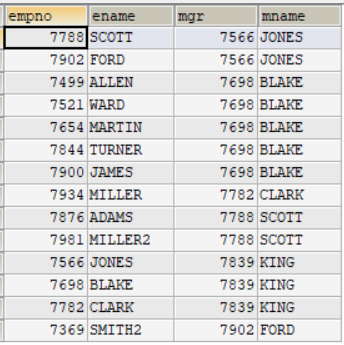 empno ename mgr mname
7788 SCOTT 7566 JONES
7902 FORD 7566 JONES
7499 ALLEN 7698 BLAKE
7521 WARD 7698 BLAKE
7654 MARTIN 7698 BLAKE
7844 TURNER 7698 BLAKE
7900 JAMES 7698 BLAKE
7934 MILLER 7782 CLARK
7876 ADAMS 7788 SCOTT
7981 MILLER2 7788 SCOTT
7566 JONES 7839 KING
7698 BLAKE 7839 KING
7782 CLARK 7839 KING
7369 SMITH2 7902 FORD